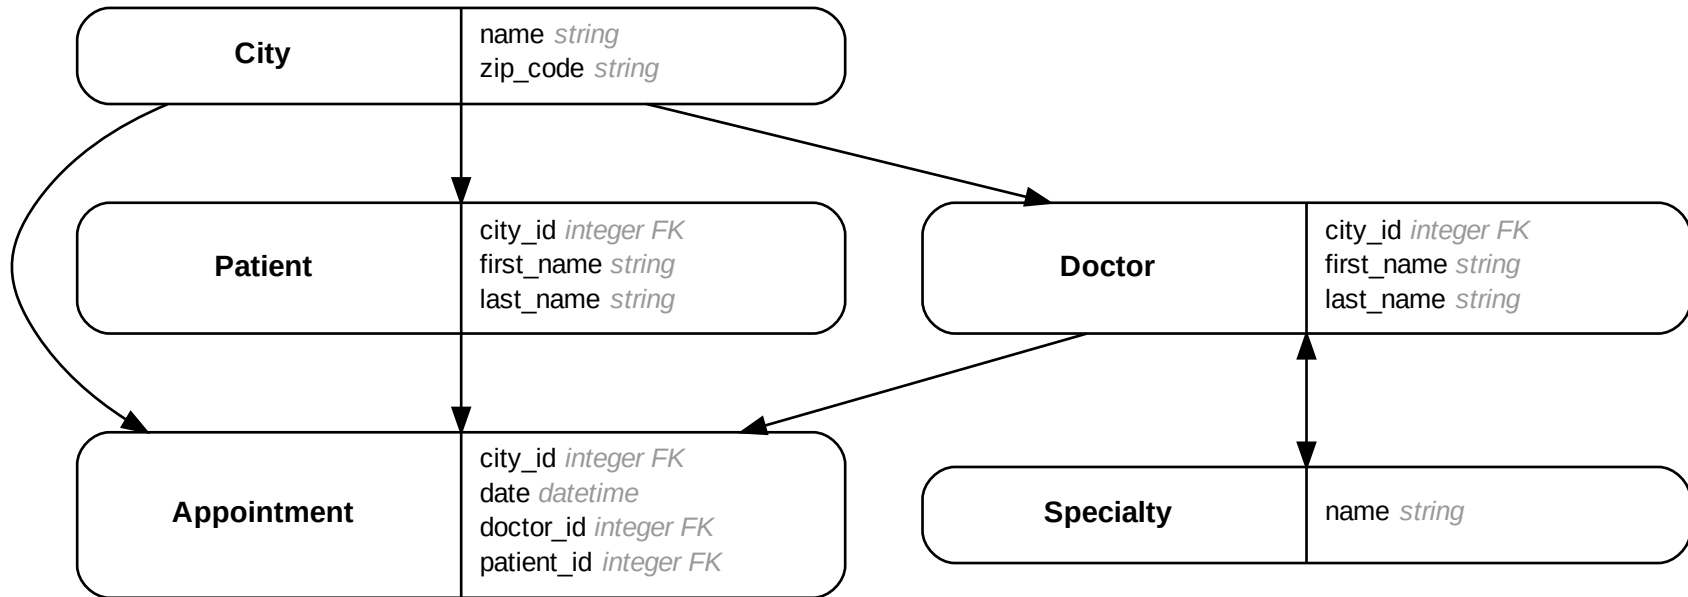 City
name string
zip_code string
Patient
city_id integer FK
first_name string
last_name string
Doctor
city_id integer FK
first_name string
last_name string
Appointment
city_id integer FK
date datetime
doctor_id integer FK
patient_id integer FK
Specialty
name string